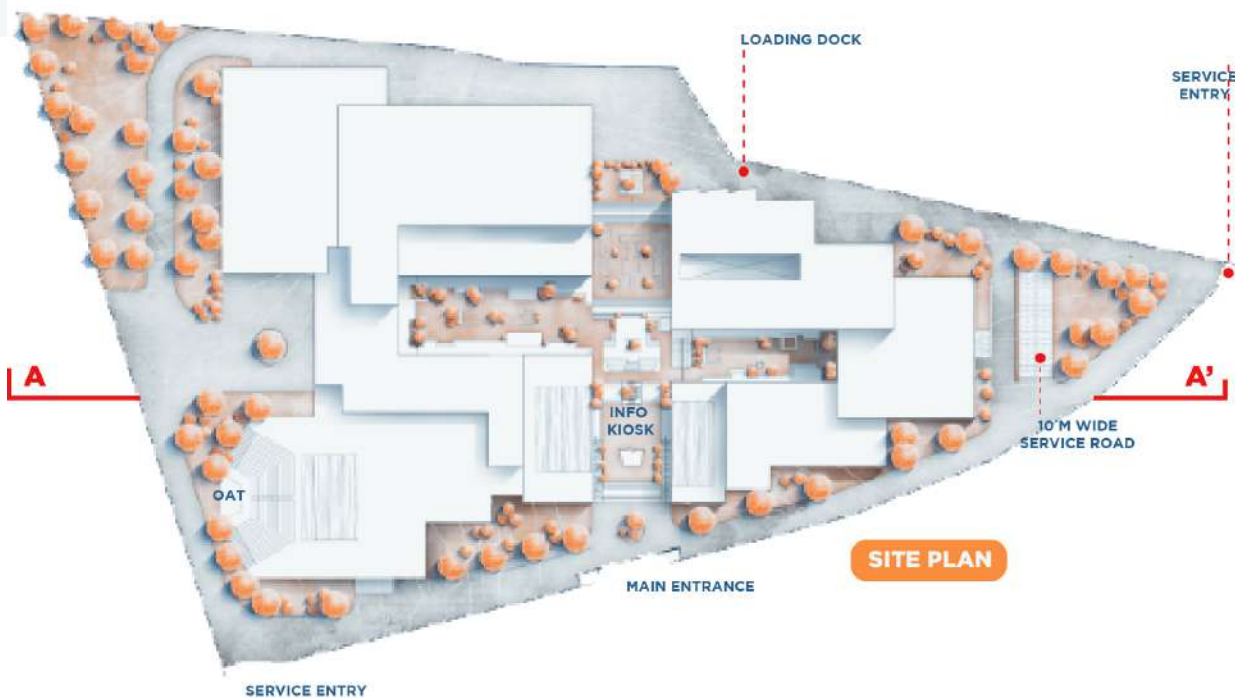 LOADING DOCK
SERVICE
ENTRY
A
A'
INFO
KIOSK
10 M WIDE
SERVICE ROAD
OAT
SITE PLAN
MAIN ENTRANCE
SERVICE ENTRY